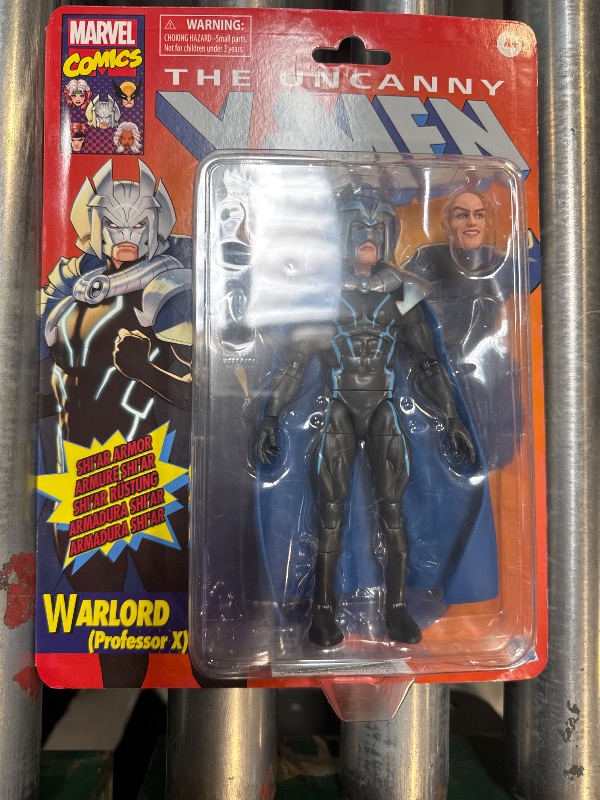 MARVEL
COMICS
WARNING:
CHOKING HAZARD-Small parts.
Not for children under 3 years.
4+
THE UNCANNY
X-MEN
SHI'AR ARMOR
ARMURE SHI'AR
SHI'AR RÜSTUNG
ARMADURA SHI'AR
ARMADURA SHI'AR
WARLORD
(PROFESSOR X)